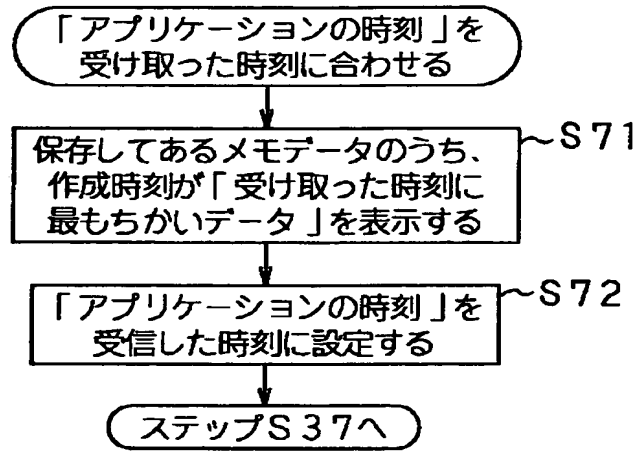 「アプリケーションの時刻」を
受け取った時刻に合わせる
保存してあるメモデータのうち、
作成時刻が「受け取った時刻に
最もちかいデータ」を表示する
S71
「アプリケーションの時刻」を
受信した時刻に設定する
S72
ステップS37へ